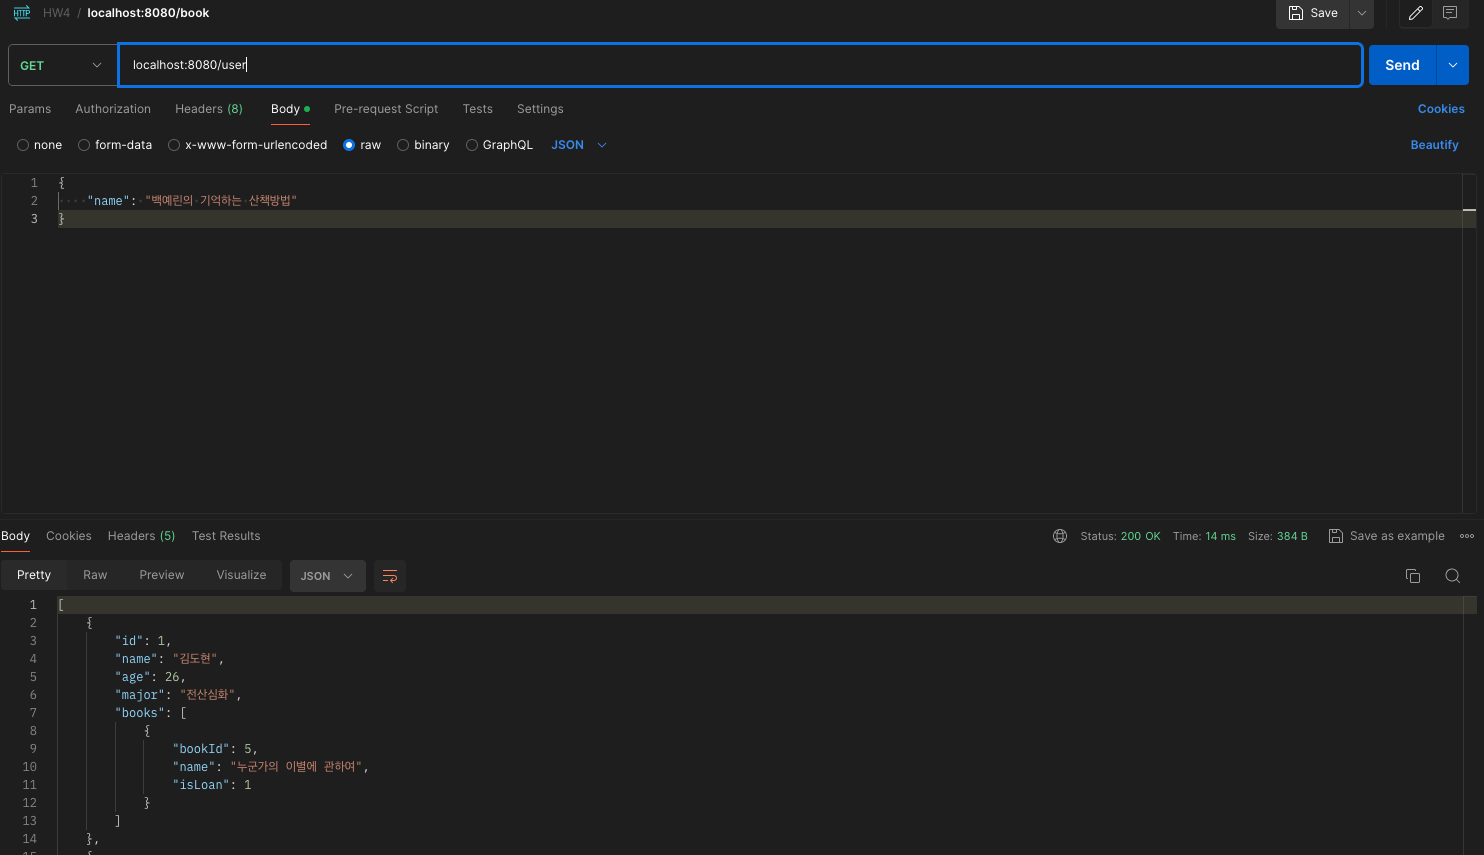 HTTP HW4 / localhost:8080/book Save
GET localhost:8080/user Send
Params Authorization Headers (8) Body Pre-request Script Tests Settings Cookies
none form-data x-www-form-urlencoded raw binary GraphQL JSON Beautify
1 {
2 ····"name":·"백예린의·기억하는·산책방법"
3 }
Body Cookies Headers (5) Test Results Status: 200 OK Time: 14 ms Size: 384 B Save as example
Pretty Raw Preview Visualize JSON
1 [
2 {
3 "id": 1,
4 "name": "김도현",
5 "age": 26,
6 "major": "전산심화",
7 "books": [
8 {
9 "bookId": 5,
10 "name": "누군가의 이별에 관하여",
11 "isLoan": 1
12 }
13 ]
14 },
15 {